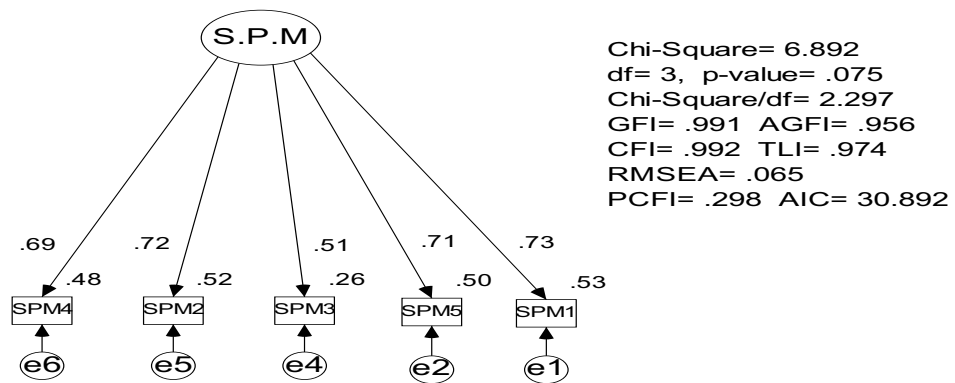 S.P.M
Chi-Square= 6.892
df= 3, p-value= .075
Chi-Square/df= 2.297
GFI= .991 AGFI= .956
CFI= .992 TLI= .974
RMSEA= .065
PCFI= .298 AIC= 30.892
.69 .72 .51 .71 .73
.48 .52 .26 .50 .53
SPM4 SPM2 SPM3 SPM5 SPM1
e6 e5 e4 e2 e1